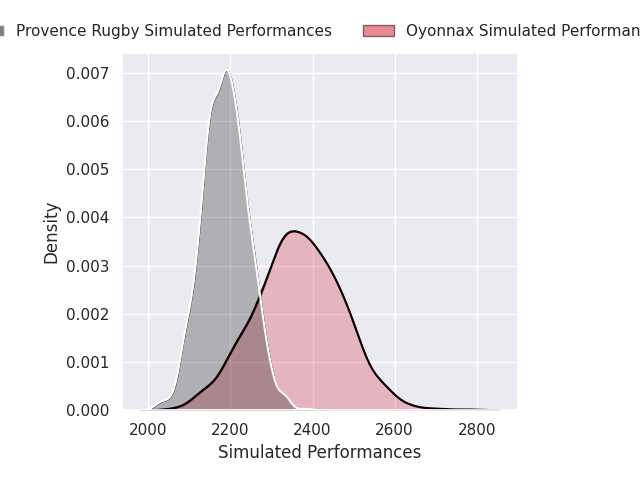 Provence Rugby Simulated Performances
Oyonnax Simulated Performan
0.007
0.006
0.005
0.004
0.003
0.002
0.001
0.000
Density
2000 2200 2400 2600 2800
Simulated Performances